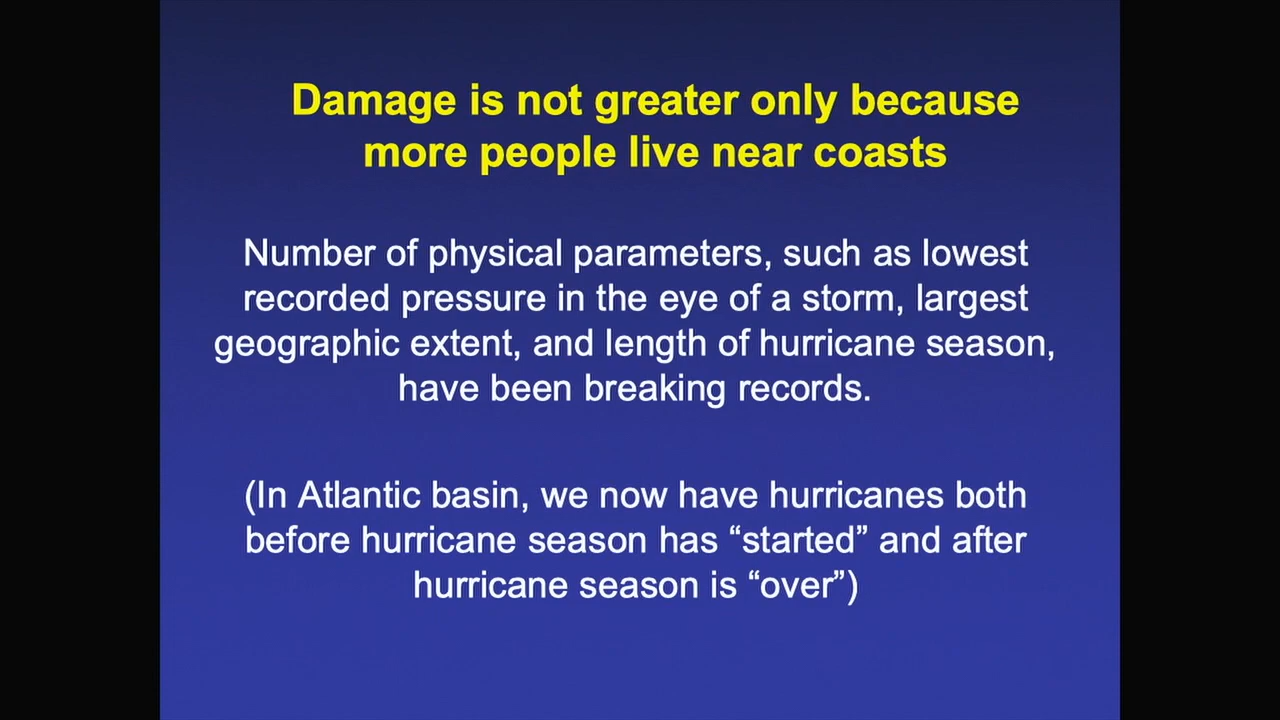 Damage is not greater only because
more people live near coasts
Number of physical parameters, such as lowest
recorded pressure in the eye of a storm, largest
geographic extent, and length of hurricane season,
have been breaking records.
(In Atlantic basin, we now have hurricanes both
before hurricane season has “started” and after
hurricane season is “over”)